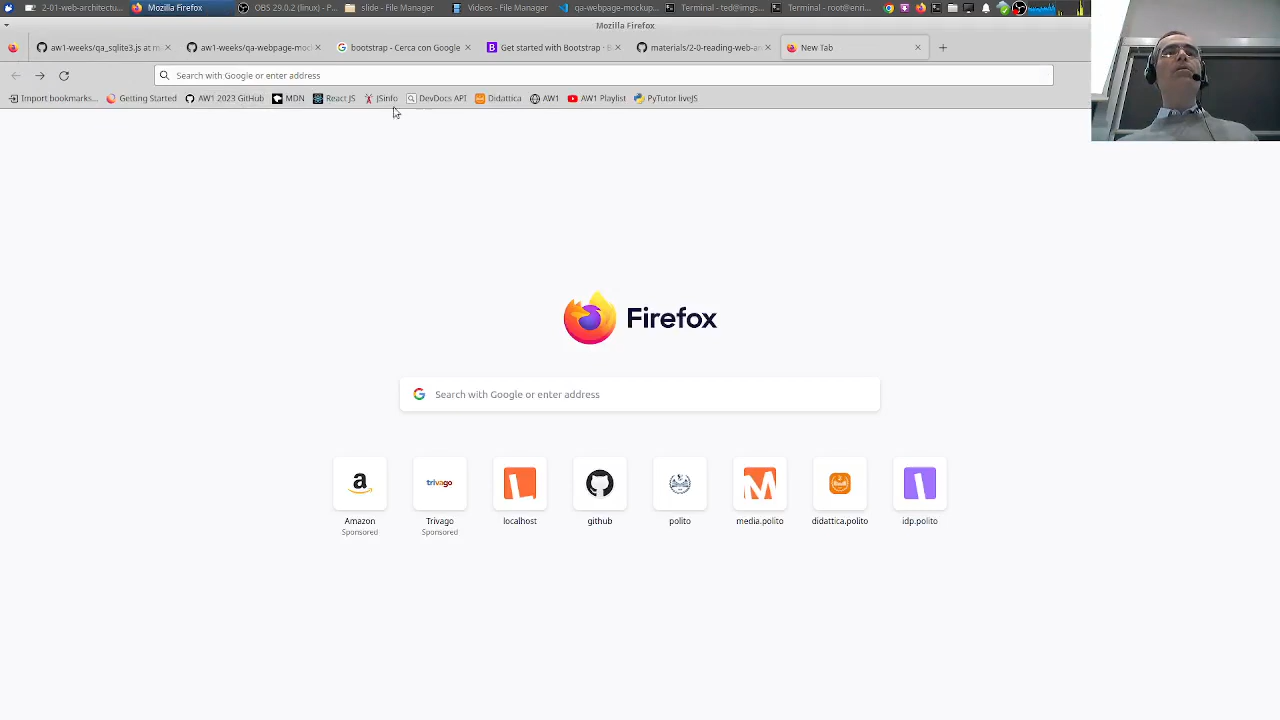 2-01-web-architectu...
Mozilla Firefox
OBS 29.0.2 (linux) - P...
slide - File Manager
Videos - File Manager
qa-webpage-mockup...
Terminal - ted@imgs...
Terminal - root@enri...
Mozilla Firefox
aw1-weeks/qa_sqlite3.js at m
aw1-weeks/qa-webpage-mod
bootstrap - Cerca con Google
Get started with Bootstrap · B
materials/2-0-reading-web-ar
New Tab
Search with Google or enter address
Import bookmarks...
Getting Started
AW1 2023 GitHub
MDN
React JS
JSinfo
DevDocs API
Didattica
AW1
AW1 Playlist
PyTutor liveJS
Firefox
Search with Google or enter address
trivago
Amazon
Sponsored
Trivago
Sponsored
localhost
github
polito
media.polito
didattica.polito
idp.polito